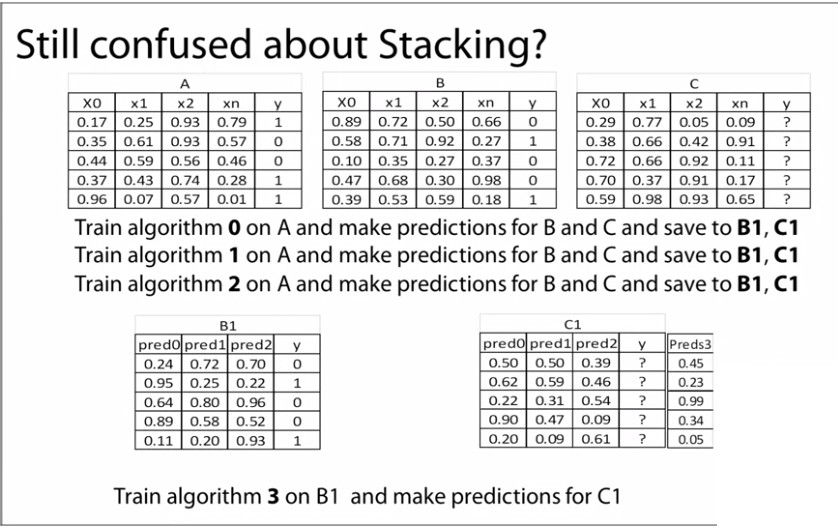 Still confused about Stacking?
A
X0 x1 x2 xn y
0.17 0.25 0.93 0.79 1
0.35 0.61 0.93 0.57 0
0.44 0.59 0.56 0.46 0
0.37 0.43 0.74 0.28 1
0.96 0.07 0.57 0.01 1
B
X0 x1 x2 xn y
0.89 0.72 0.50 0.66 0
0.58 0.71 0.92 0.27 1
0.10 0.35 0.27 0.37 0
0.47 0.68 0.30 0.98 0
0.39 0.53 0.59 0.18 1
C
X0 x1 x2 xn y
0.29 0.77 0.05 0.09 ?
0.38 0.66 0.42 0.91 ?
0.72 0.66 0.92 0.11 ?
0.70 0.37 0.91 0.17 ?
0.59 0.98 0.93 0.65 ?
Train algorithm 0 on A and make predictions for B and C and save to B1, C1
Train algorithm 1 on A and make predictions for B and C and save to B1, C1
Train algorithm 2 on A and make predictions for B and C and save to B1, C1
B1
pred0 pred1 pred2 y
0.24 0.72 0.70 0
0.95 0.25 0.22 1
0.64 0.80 0.96 0
0.89 0.58 0.52 0
0.11 0.20 0.93 1
C1
pred0 pred1 pred2 y Preds3
0.50 0.50 0.39 ? 0.45
0.62 0.59 0.46 ? 0.23
0.22 0.31 0.54 ? 0.99
0.90 0.47 0.09 ? 0.34
0.20 0.09 0.61 ? 0.05
Train algorithm 3 on B1 and make predictions for C1